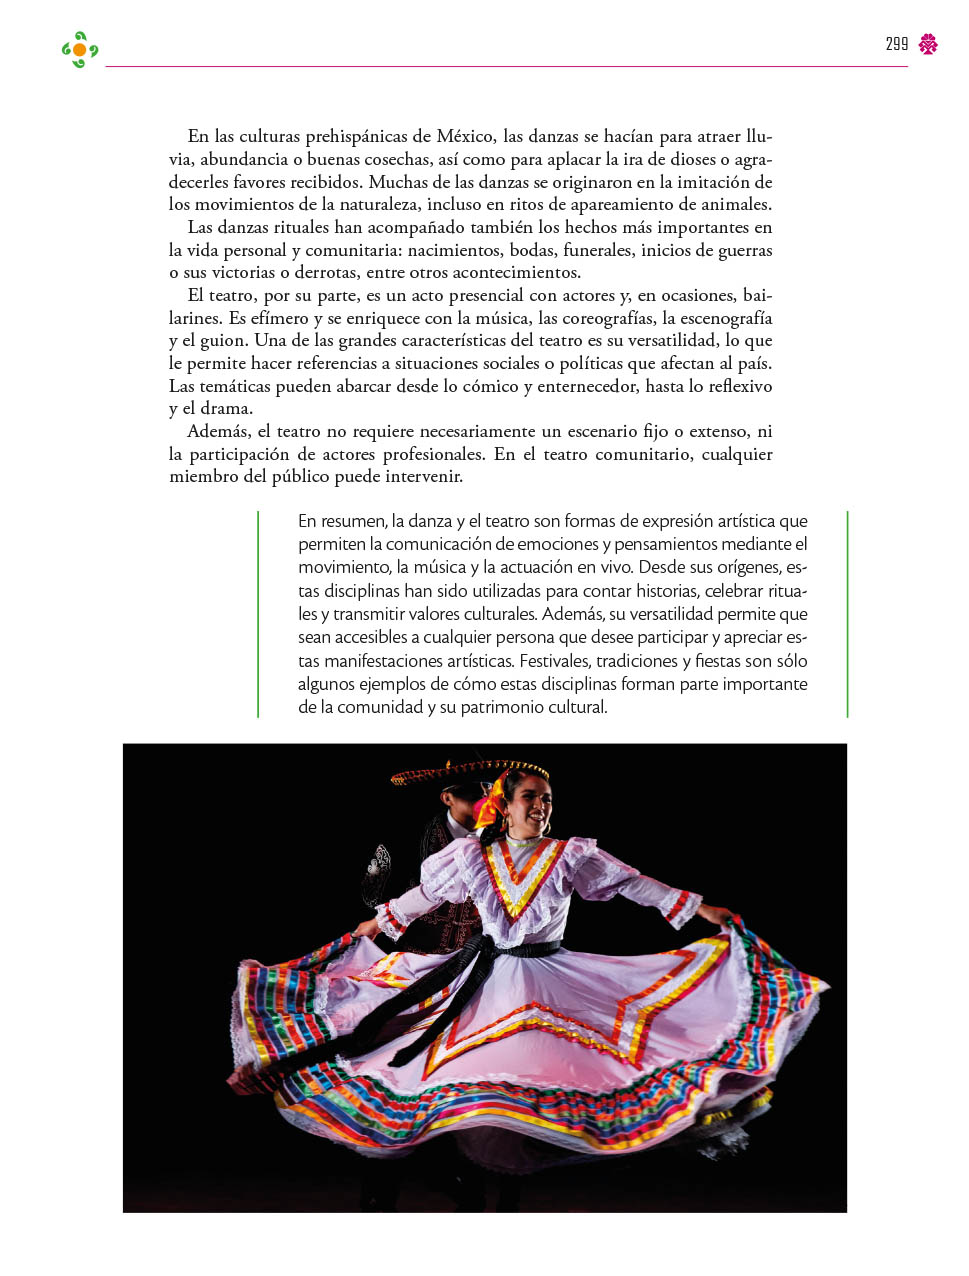 299
En las culturas prehispánicas de México, las danzas se hacían para atraer llu-
via, abundancia o buenas cosechas, así como para aplacar la ira de dioses o agra-
decerles favores recibidos. Muchas de las danzas se originaron en la imitación de
los movimientos de la naturaleza, incluso en ritos de apareamiento de animales.
Las danzas rituales han acompañado también los hechos más importantes en
la vida personal y comunitaria: nacimientos, bodas, funerales, inicios de guerras
o sus victorias o derrotas, entre otros acontecimientos.
El teatro, por su parte, es un acto presencial con actores y, en ocasiones, bai-
larines. Es efímero y se enriquece con la música, las coreografías, la escenografía
y el guion. Una de las grandes características del teatro es su versatilidad, lo que
le permite hacer referencias a situaciones sociales o políticas que afectan al país.
Las temáticas pueden abarcar desde lo cómico y enternecedor, hasta lo reflexivo
y el drama.
Además, el teatro no requiere necesariamente un escenario fijo o extenso, ni
la participación de actores profesionales. En el teatro comunitario, cualquier
miembro del público puede intervenir.
En resumen, la danza y el teatro son formas de expresión artística que
permiten la comunicación de emociones y pensamientos mediante el
movimiento, la música y la actuación en vivo. Desde sus orígenes, es-
tas disciplinas han sido utilizadas para contar historias, celebrar ritua-
les y transmitir valores culturales. Además, su versatilidad permite que
sean accesibles a cualquier persona que desee participar y apreciar es-
tas manifestaciones artísticas. Festivales, tradiciones y fiestas son sólo
algunos ejemplos de cómo estas disciplinas forman parte importante
de la comunidad y su patrimonio cultural.